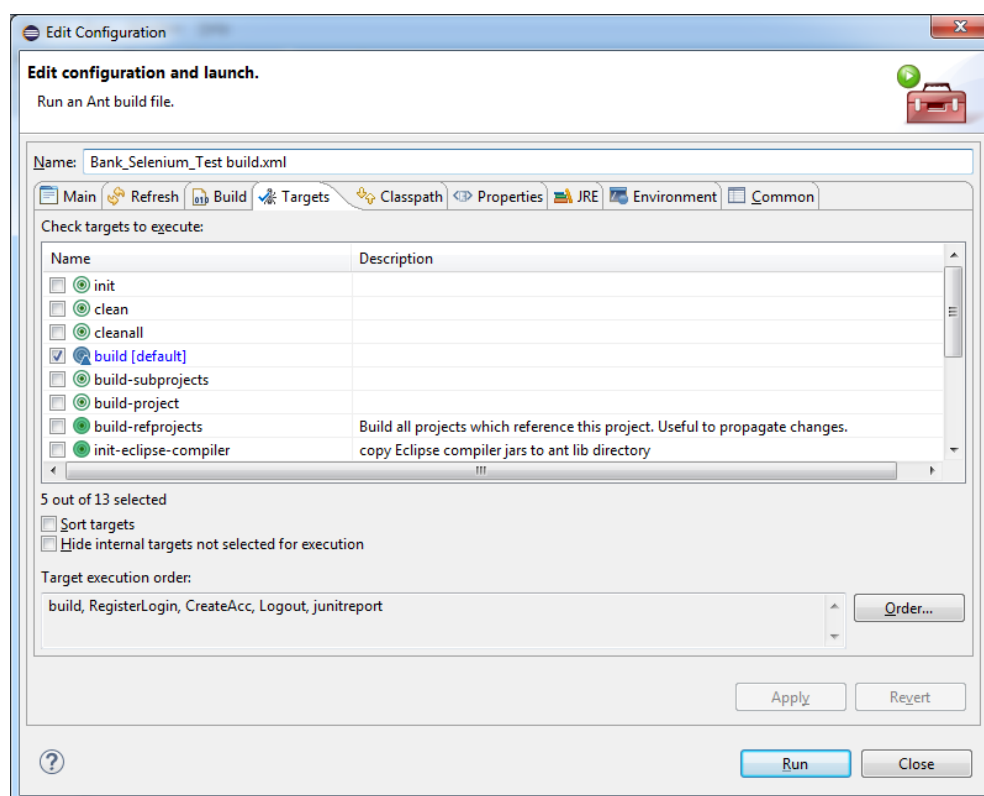 Edit Configuration
Edit configuration and launch.
Run an Ant build file.
Name: Bank_Selenium_Test build.xml
Main Refresh Build Targets Classpath Properties JRE Environment Common
Check targets to execute:
Name Description
init
clean
cleanall
build [default]
build-subprojects
build-project
build-refprojects Build all projects which reference this project. Useful to propagate changes.
init-eclipse-compiler copy Eclipse compiler jars to ant lib directory
5 out of 13 selected
Sort targets
Hide internal targets not selected for execution
Target execution order:
build, RegisterLogin, CreateAcc, Logout, junitreport
Order...
Apply Revert
Run Close